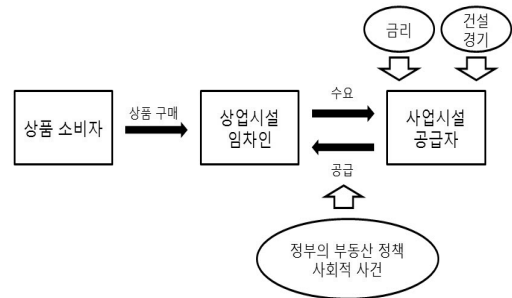 금리
건설
경기
상품 소비자
상품 구매
상업시설
임차인
수요
공급
사업시설
공급자
정부의 부동산 정책
사회적 사건